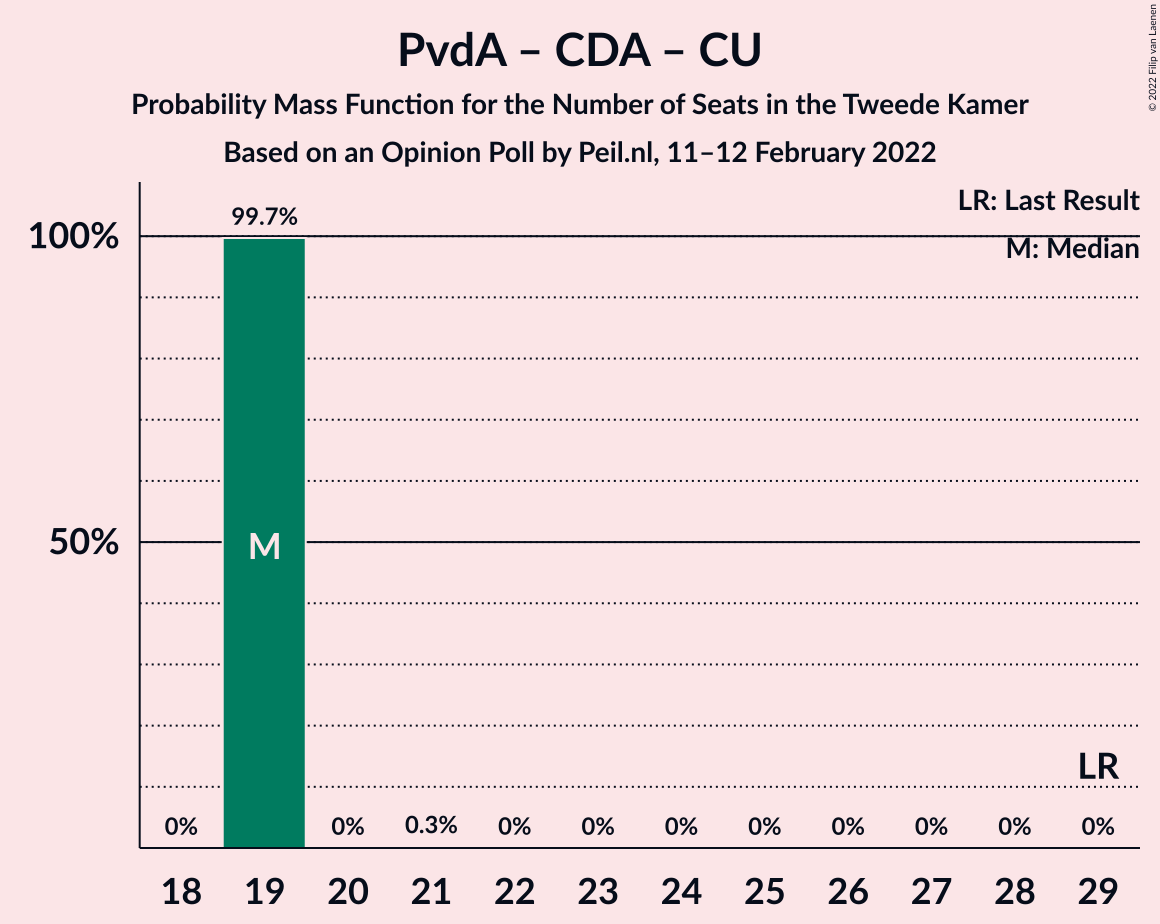 PvdA – CDA – CU
Probability Mass Function for the Number of Seats in the Tweede Kamer
Based on an Opinion Poll by Peil.nl, 11–12 February 2022
© 2022 Filip van Laenen
LR: Last Result
M: Median
99.7%
100%
50%
M
LR
0% 0% 0.3% 0% 0% 0% 0% 0% 0% 0% 0%
18 19 20 21 22 23 24 25 26 27 28 29